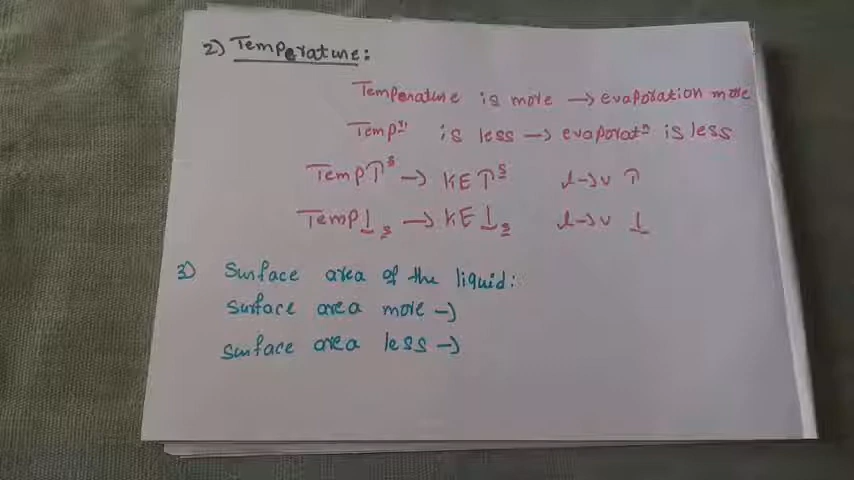 2) Temperature:
Temperature is more → evaporation more
Tempʳ is less → evaporatⁿ is less
Temp↑s → KE↑s l→v ↑
Temp↓s → KE↓s l→v ↓
3) Surface area of the liquid:
Surface area more →
Surface area less →